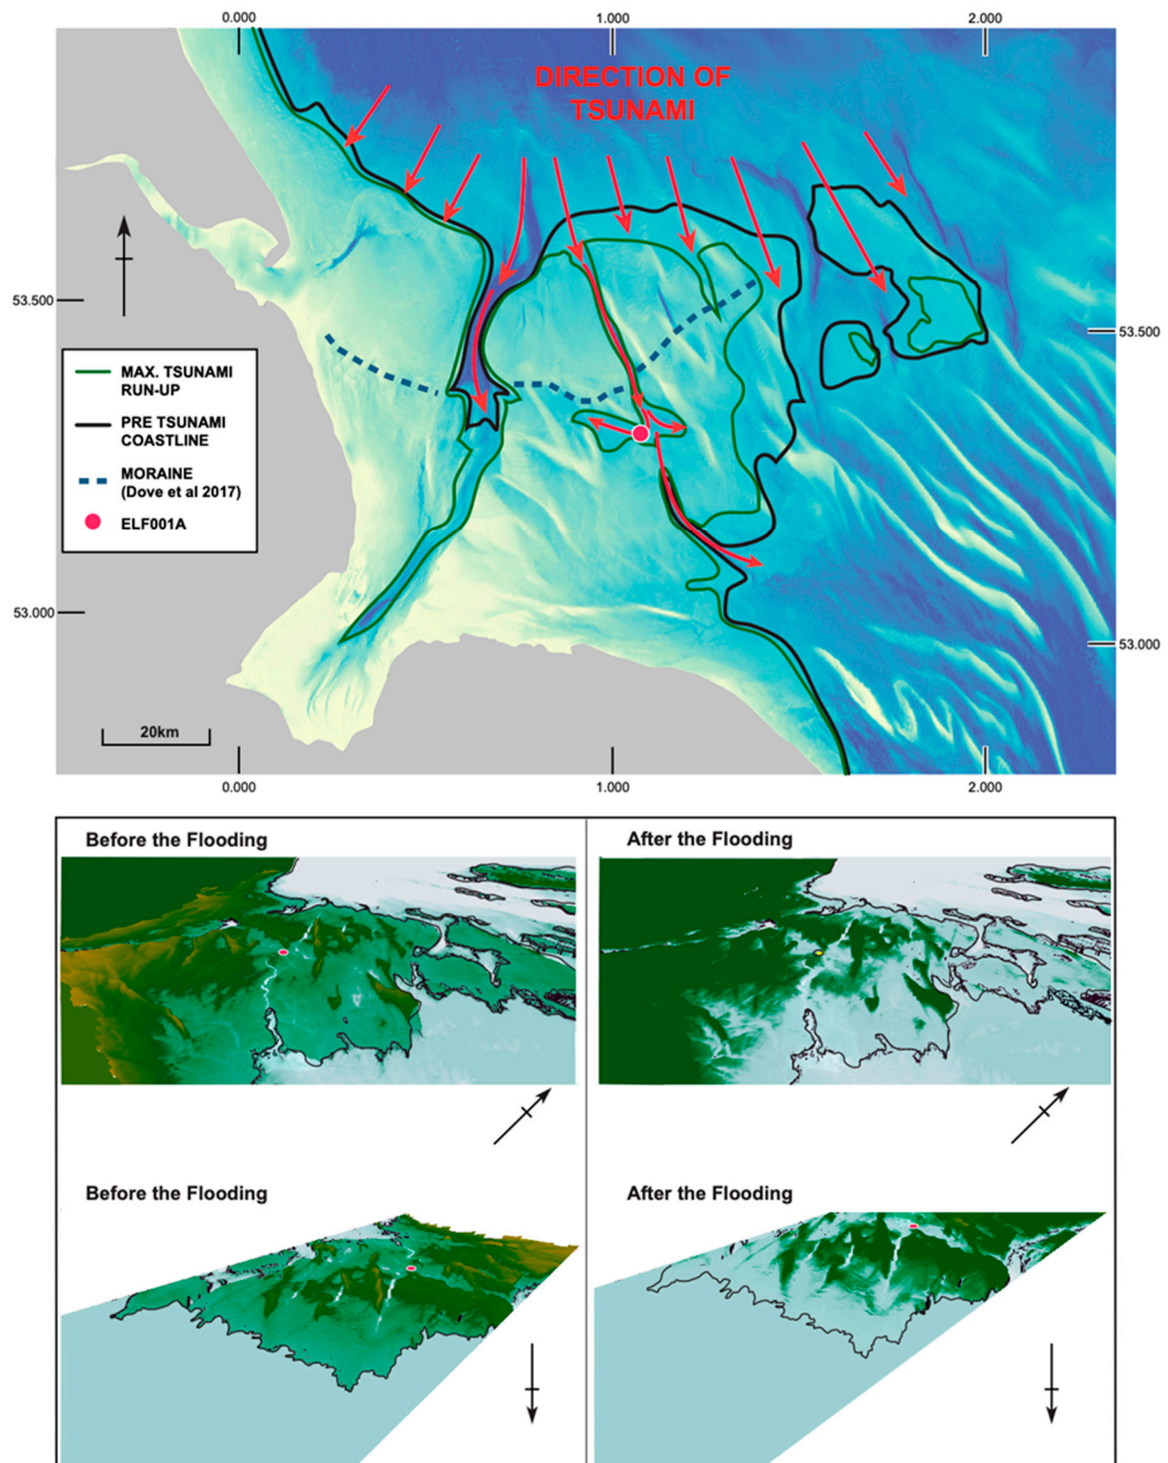 0.000 1.000 2.000
DIRECTION OF
TSUNAMI
53.500
53.500
MAX. TSUNAMI
RUN-UP
PRE TSUNAMI
COASTLINE
MORAINE
(Dove et al 2017)
ELF001A
53.000
53.000
20km
0.000 1.000 2.000
Before the Flooding
After the Flooding
Before the Flooding
After the Flooding